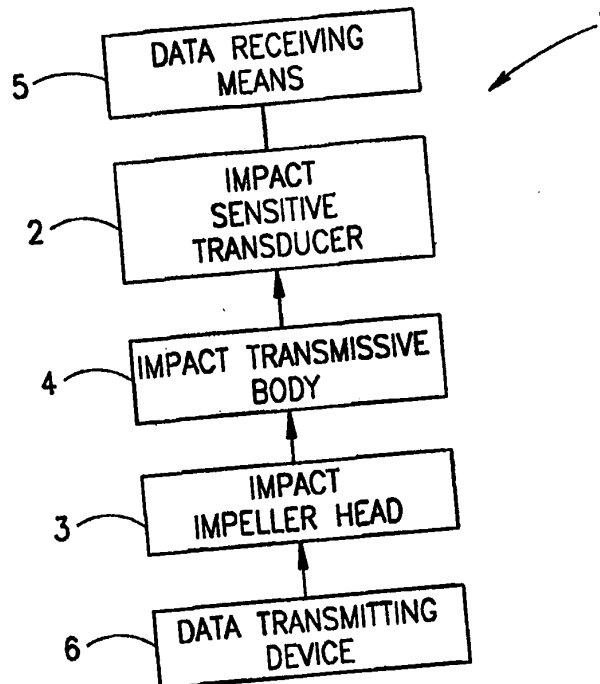 DATA RECEIVING
MEANS
5
IMPACT
SENSITIVE
TRANSDUCER
2
IMPACT TRANSMISSIVE
BODY
4
IMPACT
IMPELLER HEAD
3
DATA TRANSMITTING
DEVICE
6